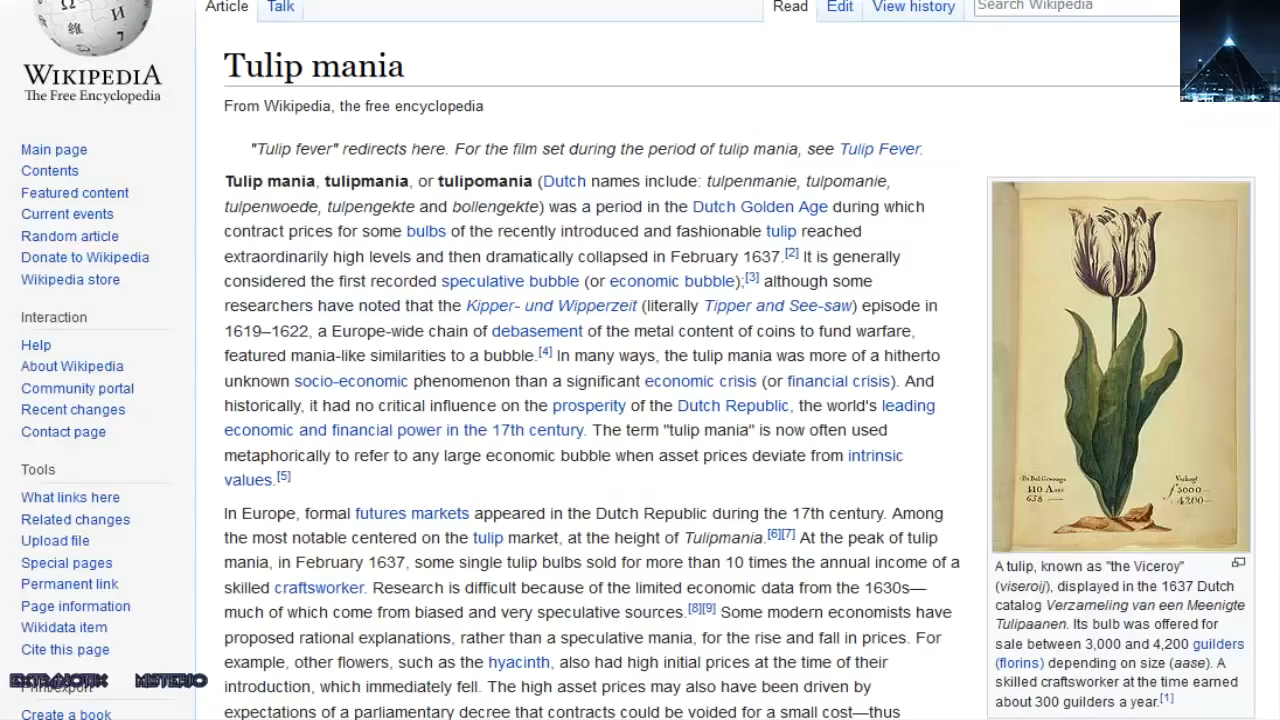 Article Talk Read Edit View history Search Wikipedia
WIKIPEDIA
The Free Encyclopedia
Main page
Contents
Featured content
Current events
Random article
Donate to Wikipedia
Wikipedia store
Interaction
Help
About Wikipedia
Community portal
Recent changes
Contact page
Tools
What links here
Related changes
Upload file
Special pages
Permanent link
Page information
Wikidata item
Cite this page
Print/export
Create a book
EXTRANOTIX MISTERIO
Tulip mania
From Wikipedia, the free encyclopedia
"Tulip fever" redirects here. For the film set during the period of tulip mania, see Tulip Fever.
Tulip mania, tulipmania, or tulipomania (Dutch names include: tulpenmanie, tulpomanie,
tulpenwoede, tulpengekte and bollengekte) was a period in the Dutch Golden Age during which
contract prices for some bulbs of the recently introduced and fashionable tulip reached
extraordinarily high levels and then dramatically collapsed in February 1637.[2] It is generally
considered the first recorded speculative bubble (or economic bubble);[3] although some
researchers have noted that the Kipper- und Wipperzeit (literally Tipper and See-saw) episode in
1619–1622, a Europe-wide chain of debasement of the metal content of coins to fund warfare,
featured mania-like similarities to a bubble.[4] In many ways, the tulip mania was more of a hitherto
unknown socio-economic phenomenon than a significant economic crisis (or financial crisis). And
historically, it had no critical influence on the prosperity of the Dutch Republic, the world's leading
economic and financial power in the 17th century. The term "tulip mania" is now often used
metaphorically to refer to any large economic bubble when asset prices deviate from intrinsic
values.[5]
In Europe, formal futures markets appeared in the Dutch Republic during the 17th century. Among
the most notable centered on the tulip market, at the height of Tulipmania.[6][7] At the peak of tulip
mania, in February 1637, some single tulip bulbs sold for more than 10 times the annual income of a
skilled craftsworker. Research is difficult because of the limited economic data from the 1630s—
much of which come from biased and very speculative sources.[8][9] Some modern economists have
proposed rational explanations, rather than a speculative mania, for the rise and fall in prices. For
example, other flowers, such as the hyacinth, also had high initial prices at the time of their
introduction, which immediately fell. The high asset prices may also have been driven by
expectations of a parliamentary decree that contracts could be voided for a small cost—thus
410 Aasen
658
Verkogt
ƒ 3000
4200
A tulip, known as "the Viceroy"
(viseroij), displayed in the 1637 Dutch
catalog Verzameling van een Meenigte
Tulipaanen. Its bulb was offered for
sale between 3,000 and 4,200 guilders
(florins) depending on size (aase). A
skilled craftsworker at the time earned
about 300 guilders a year.[1]